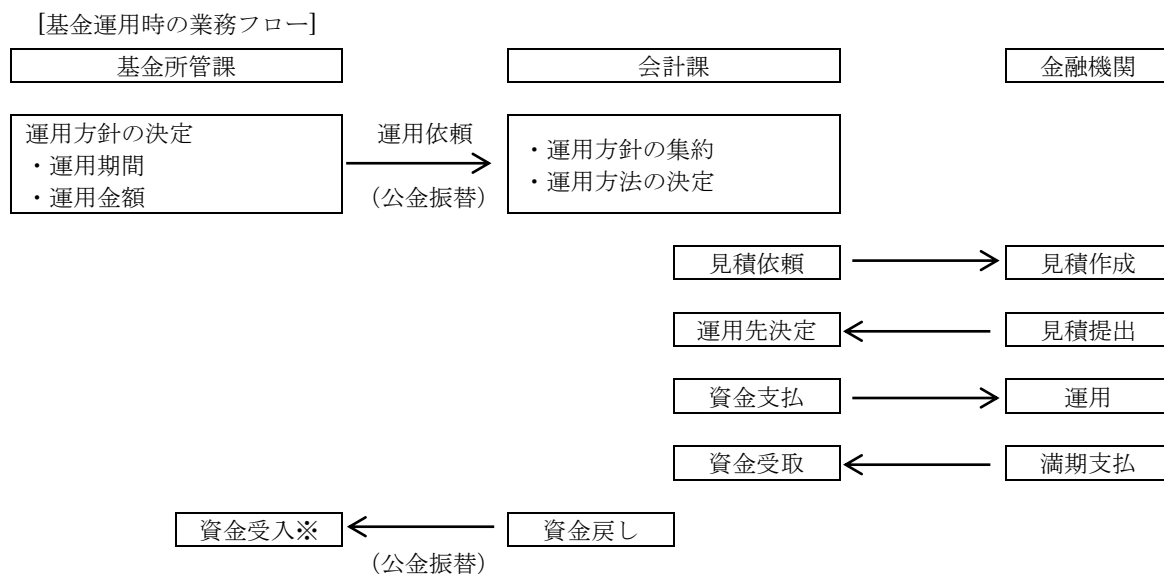 [基金運用時の業務フロー]
基金所管課
会計課
金融機関
運用方針の決定
・運用期間
・運用金額
運用依頼
（公金振替）
・運用方針の集約
・運用方法の決定
見積依頼
見積作成
運用先決定
見積提出
資金支払
運用
資金受取
満期支払
資金受入※
資金戻し
（公金振替）